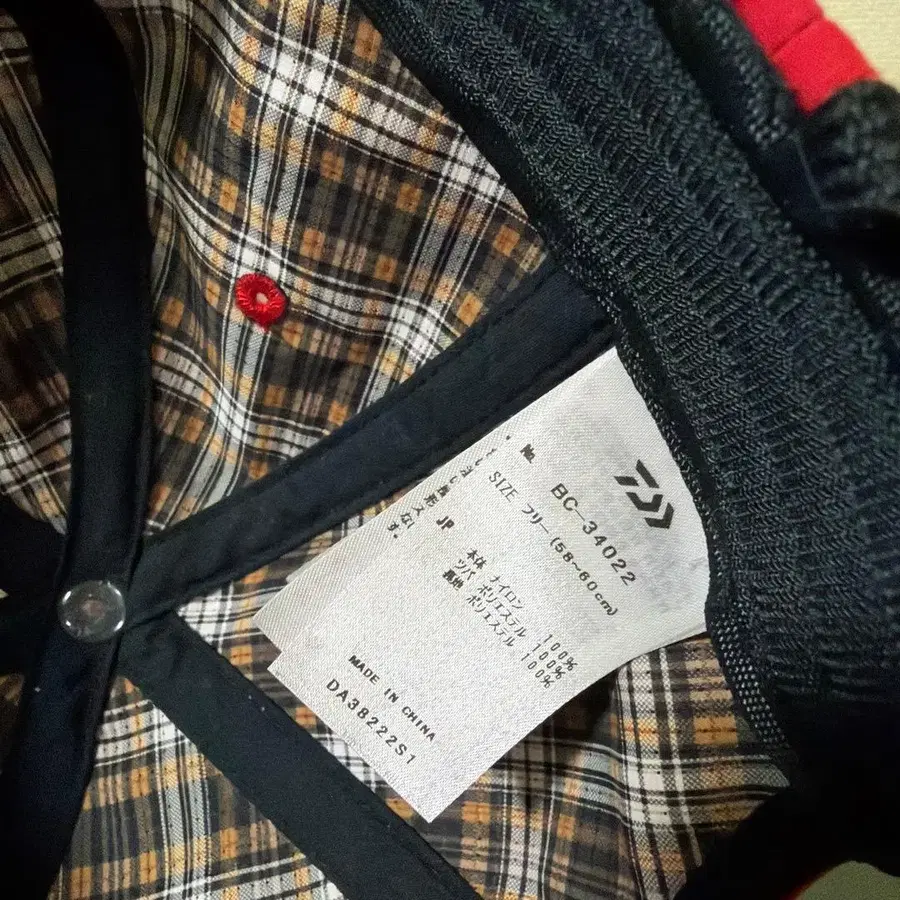 No. BC-34022
SIZE フリー(58~60cm)
JP
本体 ナイロン 100%
ツバ ポリエステル 100%
裏地 ポリエステル 100%
MADE IN CHINA
DA38222S1